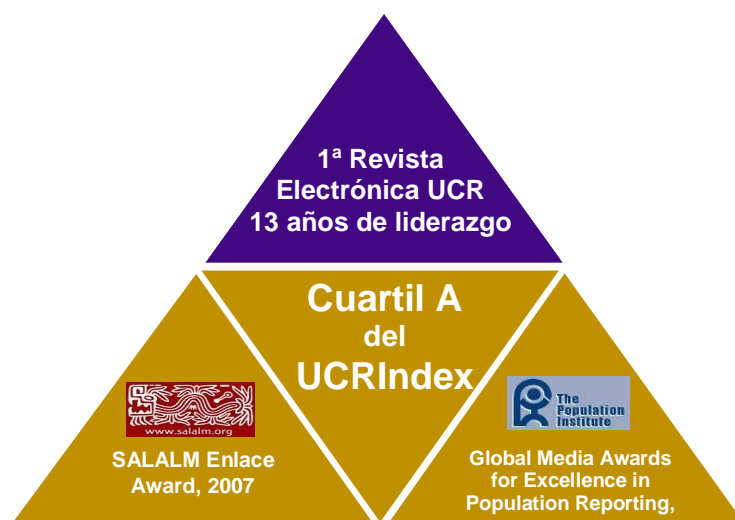 1ª Revista
Electrónica UCR
13 años de liderazgo
Cuartil A
del
UCRIndex
www.salalm.org
SALALM Enlace
Award, 2007
The
Population
Institute
Global Media Awards
for Excellence in
Population Reporting,